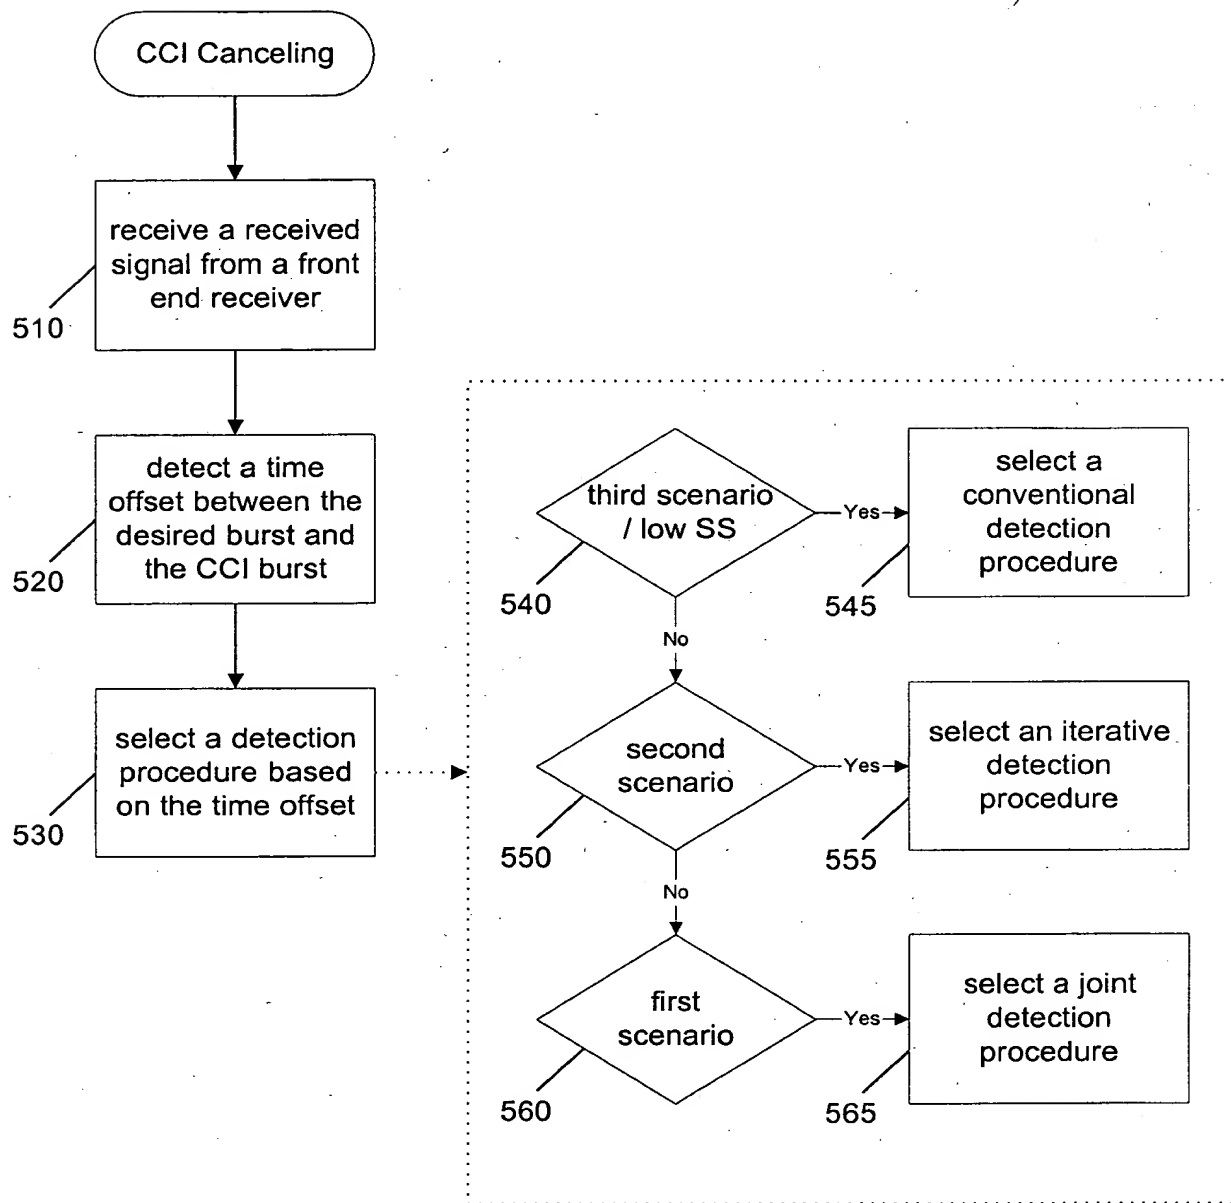 CCI Canceling
receive a received
signal from a front
end receiver
510
detect a time
offset between the
desired burst and
the CCI burst
520
select a detection
procedure based
on the time offset
530
third scenario
/ low SS
540
Yes
select a
conventional
detection
procedure
545
No
second
scenario
550
Yes
select an iterative
detection
procedure
555
No
first
scenario
560
Yes
select a joint
detection
procedure
565